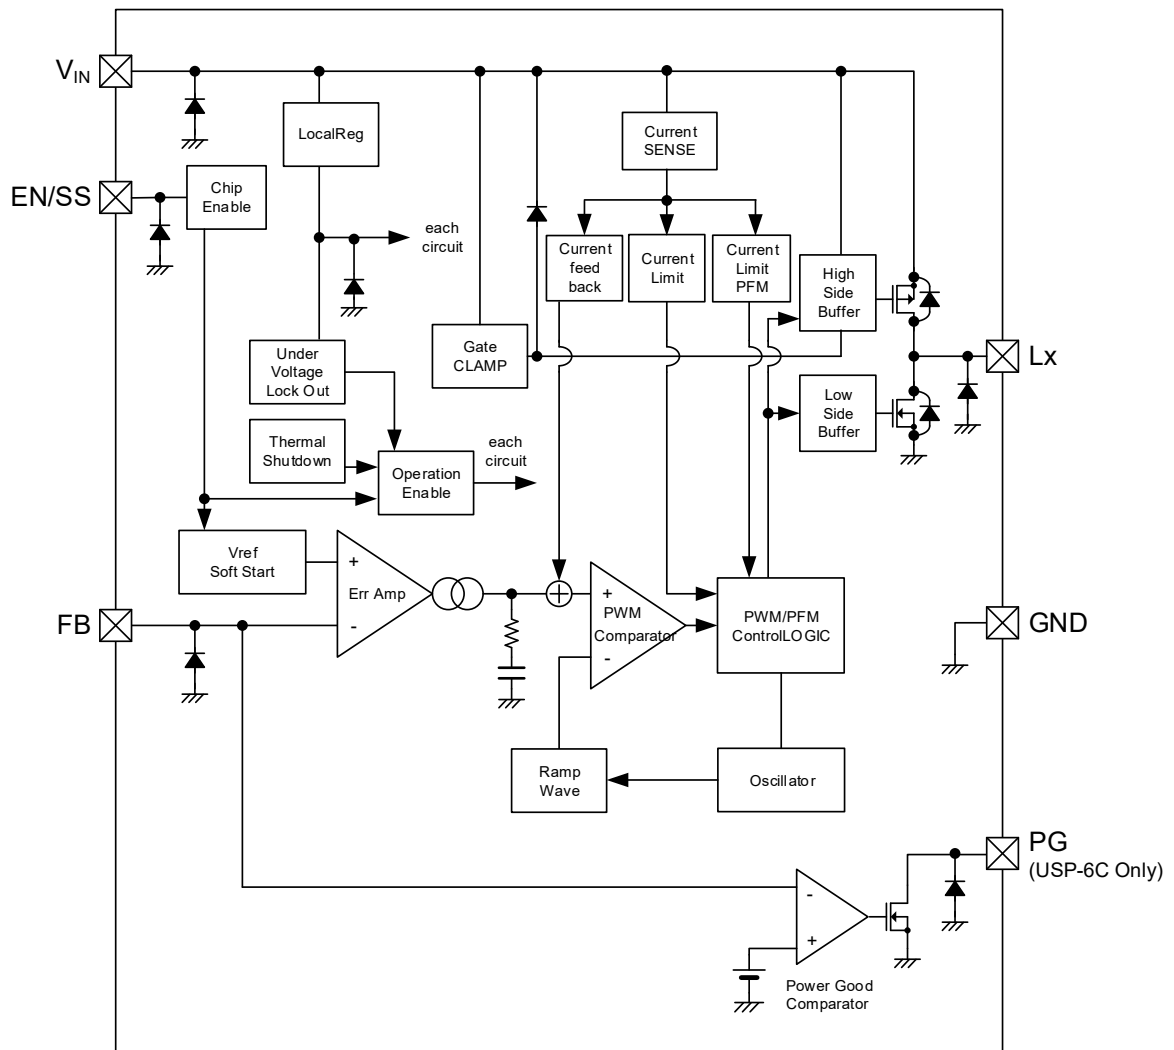 VIN
LocalReg
Current
SENSE
EN/SS
Chip
Enable
each
circuit
Current
feed
back
Current
Limit
Current
Limit
PFM
High
Side
Buffer
Gate
CLAMP
Under
Voltage
Lock Out
Lx
Low
Side
Buffer
Thermal
Shutdown
each
circuit
Operation
Enable
Vref
Soft Start
+
Err Amp
-
+
PWM
Comparator
-
PWM/PFM
ControlLOGIC
FB
GND
Ramp
Wave
Oscillator
PG
(USP-6C Only)
-
+
Power Good
Comparator